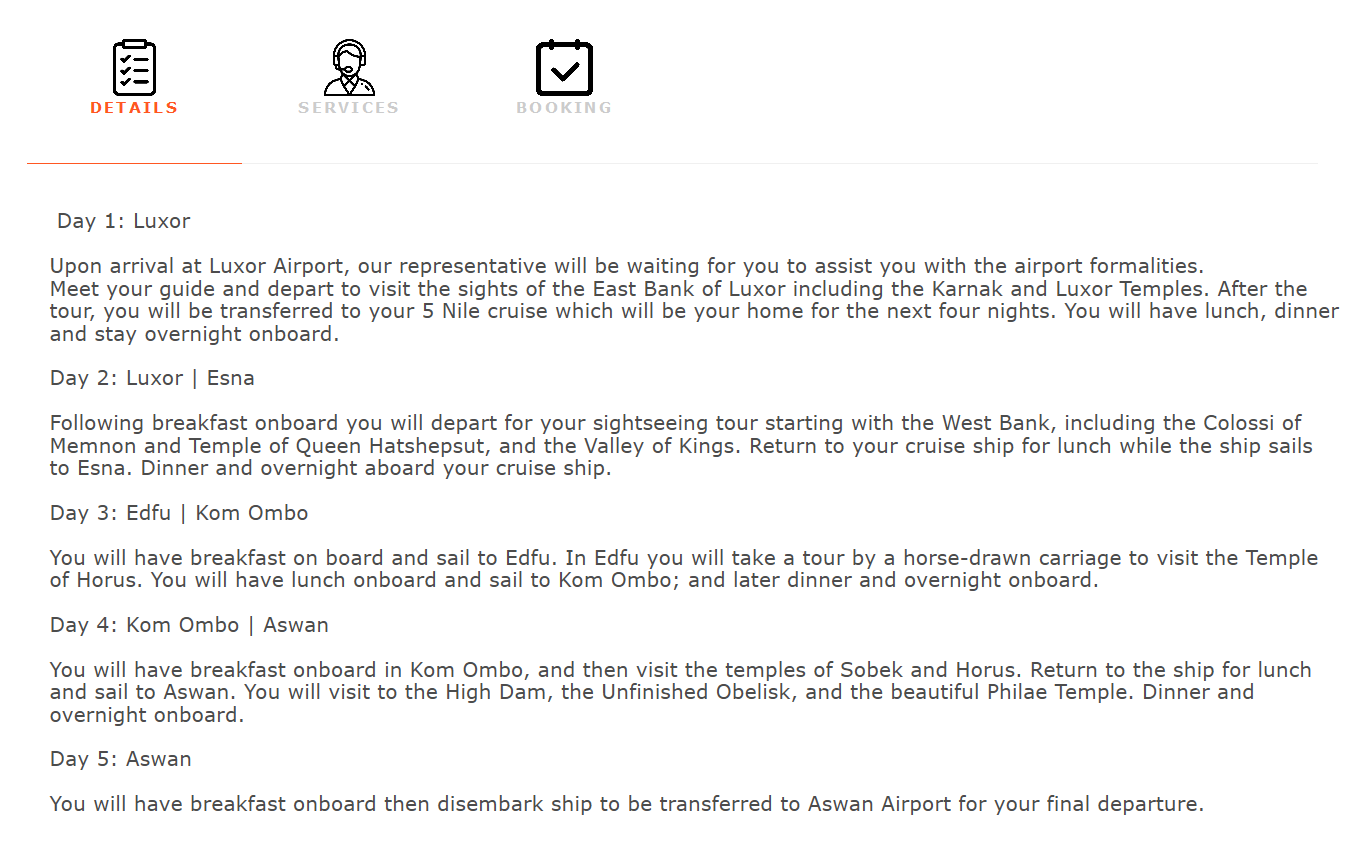 DETAILS
SERVICES
BOOKING
Day 1: Luxor
Upon arrival at Luxor Airport, our representative will be waiting for you to assist you with the airport formalities.
Meet your guide and depart to visit the sights of the East Bank of Luxor including the Karnak and Luxor Temples. After the
tour, you will be transferred to your 5 Nile cruise which will be your home for the next four nights. You will have lunch, dinner
and stay overnight onboard.
Day 2: Luxor | Esna
Following breakfast onboard you will depart for your sightseeing tour starting with the West Bank, including the Colossi of
Memnon and Temple of Queen Hatshepsut, and the Valley of Kings. Return to your cruise ship for lunch while the ship sails
to Esna. Dinner and overnight aboard your cruise ship.
Day 3: Edfu | Kom Ombo
You will have breakfast on board and sail to Edfu. In Edfu you will take a tour by a horse-drawn carriage to visit the Temple
of Horus. You will have lunch onboard and sail to Kom Ombo; and later dinner and overnight onboard.
Day 4: Kom Ombo | Aswan
You will have breakfast onboard in Kom Ombo, and then visit the temples of Sobek and Horus. Return to the ship for lunch
and sail to Aswan. You will visit to the High Dam, the Unfinished Obelisk, and the beautiful Philae Temple. Dinner and
overnight onboard.
Day 5: Aswan
You will have breakfast onboard then disembark ship to be transferred to Aswan Airport for your final departure.